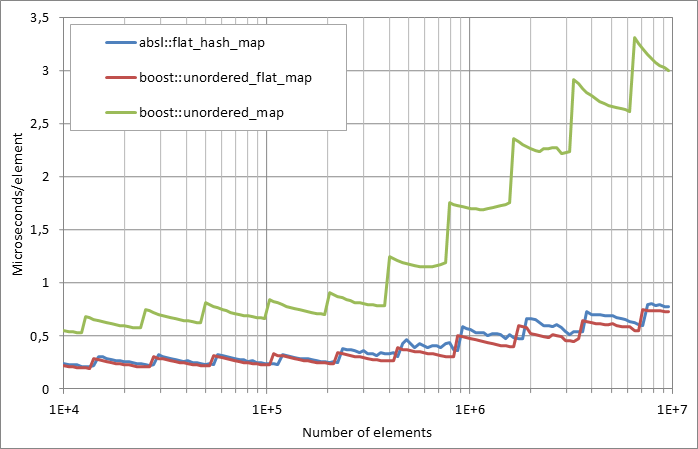 3,5
3
2,5
2
1,5
1
0,5
0
Microseconds/element
absl::flat_hash_map
boost::unordered_flat_map
boost::unordered_map
1E+4
1E+5
1E+6
1E+7
Number of elements